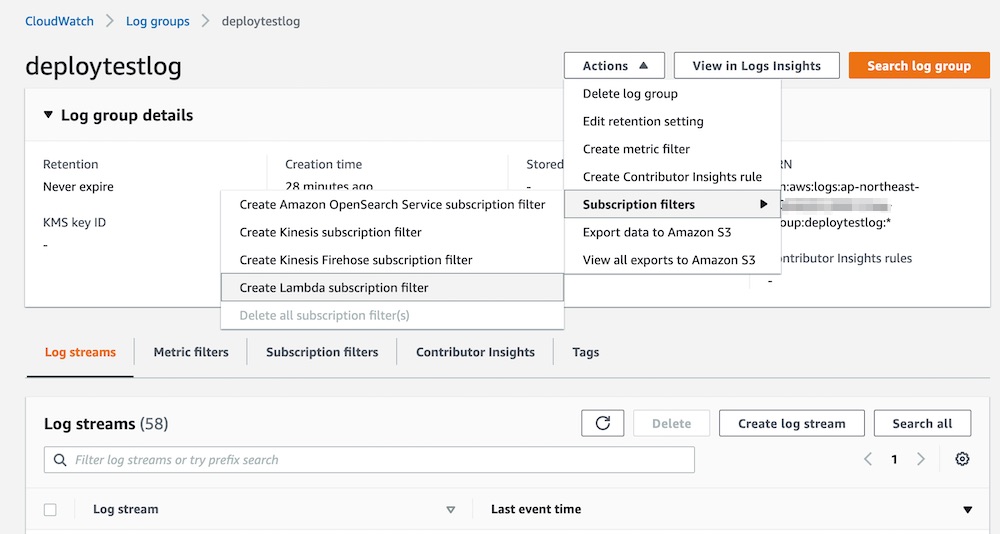 CloudWatch > Log groups > deploytestlog
deploytestlog
Actions
View in Logs Insights
Search log group
Delete log group
Edit retention setting
Create metric filter
Create Contributor Insights rule
Subscription filters
Export data to Amazon S3
View all exports to Amazon S3
Log group details
Retention
Never expire
KMS key ID
-
Creation time
28 minutes ago
Stored
-
RN
n:aws:logs:ap-northeast-
oup:deploytestlog:*
ontributor Insights rules
-
Create Amazon OpenSearch Service subscription filter
Create Kinesis subscription filter
Create Kinesis Firehose subscription filter
Create Lambda subscription filter
Delete all subscription filter(s)
Log streams
Metric filters
Subscription filters
Contributor Insights
Tags
Log streams (58)
Delete
Create log stream
Search all
Filter log streams or try prefix search
1
Log stream
Last event time